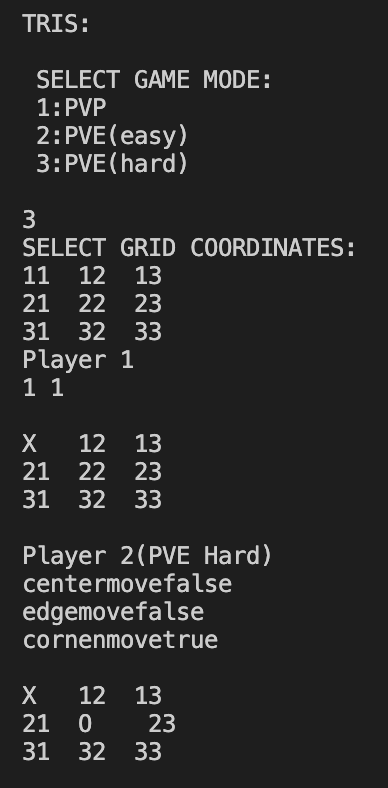 TRIS:
SELECT GAME MODE:
1:PVP
2:PVE(easy)
3:PVE(hard)
3
SELECT GRID COORDINATES:
11  12  13
21  22  23
31  32  33
Player 1
1 1
X   12  13
21  22  23
31  32  33
Player 2(PVE Hard)
centermovefalse
edgemovefalse
cornenmovetrue
X   12  13
21  0    23
31  32  33